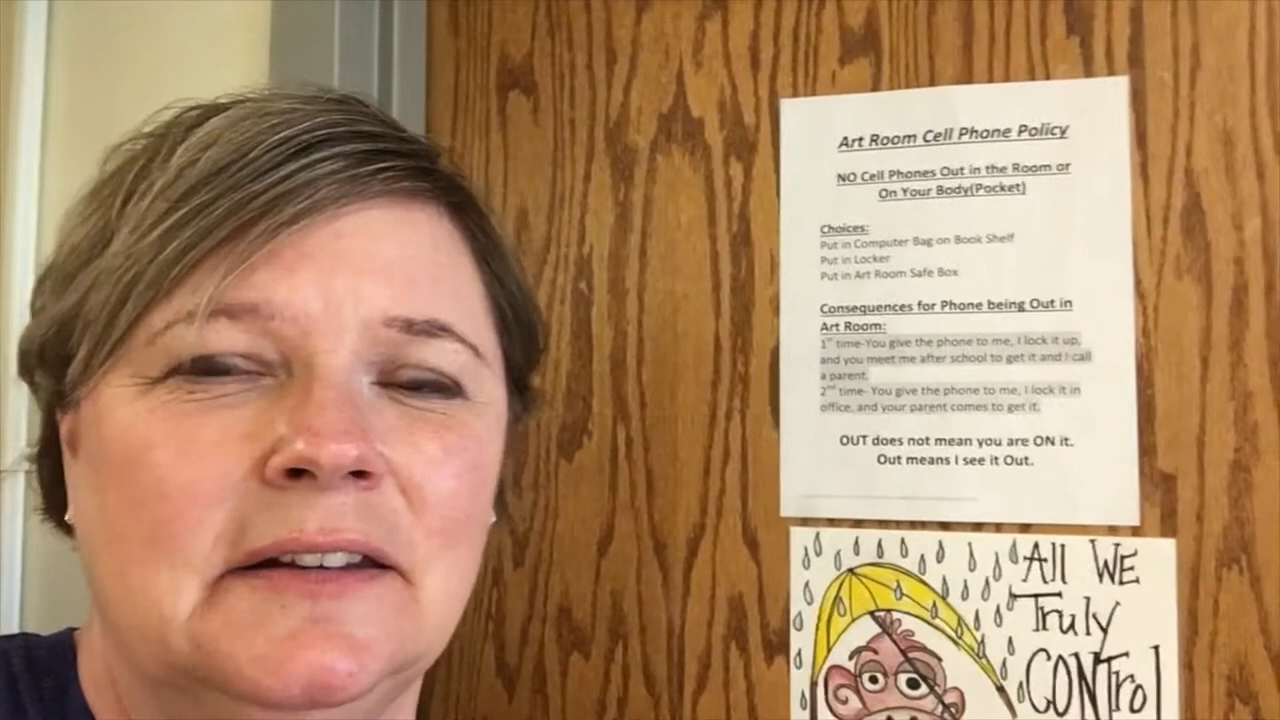 Art Room Cell Phone Policy
NO Cell Phones Out in the Room or
On Your Body(Pocket)
Choices:
Put in Computer Bag on Book Shelf
Put in Locker
Put in Art Room Safe Box
Consequences for Phone being Out in
Art Room:
1st time-You give the phone to me, I lock it up,
and you meet me after school to get it and I call
a parent.
2nd time- You give the phone to me, I lock it in
office, and your parent comes to get it.
OUT does not mean you are ON it.
Out means I see it Out.
All WE
Truly
CONTrol